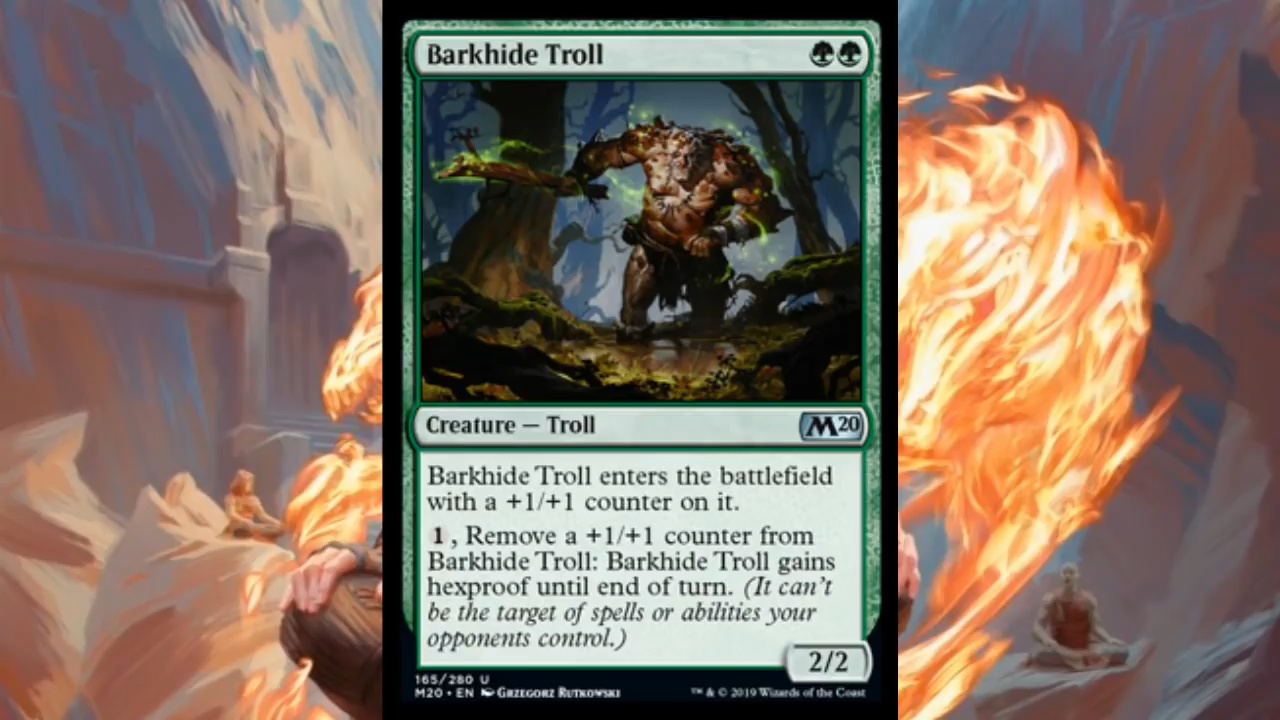 Barkhide Troll
Creature — Troll
M20
Barkhide Troll enters the battlefield
with a +1/+1 counter on it.
1, Remove a +1/+1 counter from
Barkhide Troll: Barkhide Troll gains
hexproof until end of turn. (It can't
be the target of spells or abilities your
opponents control.)
2/2
165/280 U
M20 • EN Grzegorz Rutkowski
™ & © 2019 Wizards of the Coast